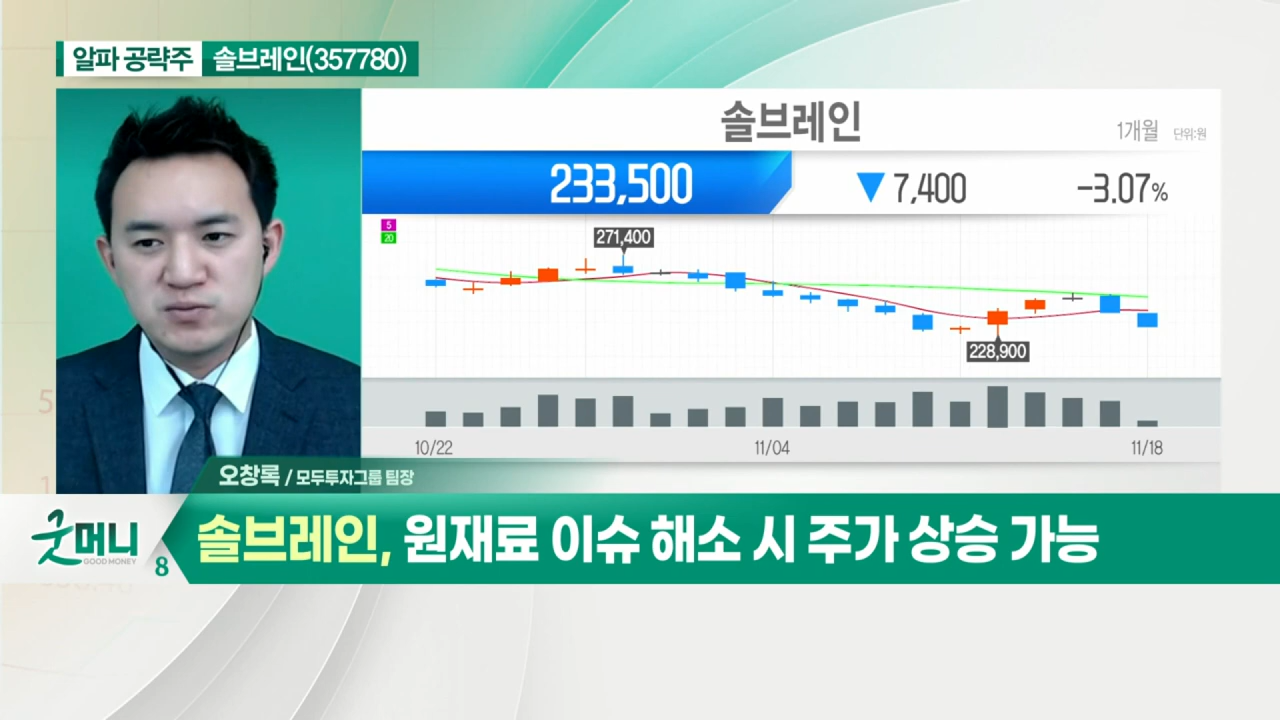 알파 공략주 솔브레인(357780)
솔브레인
1개월 단위:원
233,500 ▼7,400 -3.07%
5
20
271,400
228,900
10/22 11/04 11/18
오창록 / 모두투자그룹 팀장
굿머니
GOOD MONEY
8
솔브레인, 원재료 이슈 해소 시 주가 상승 가능